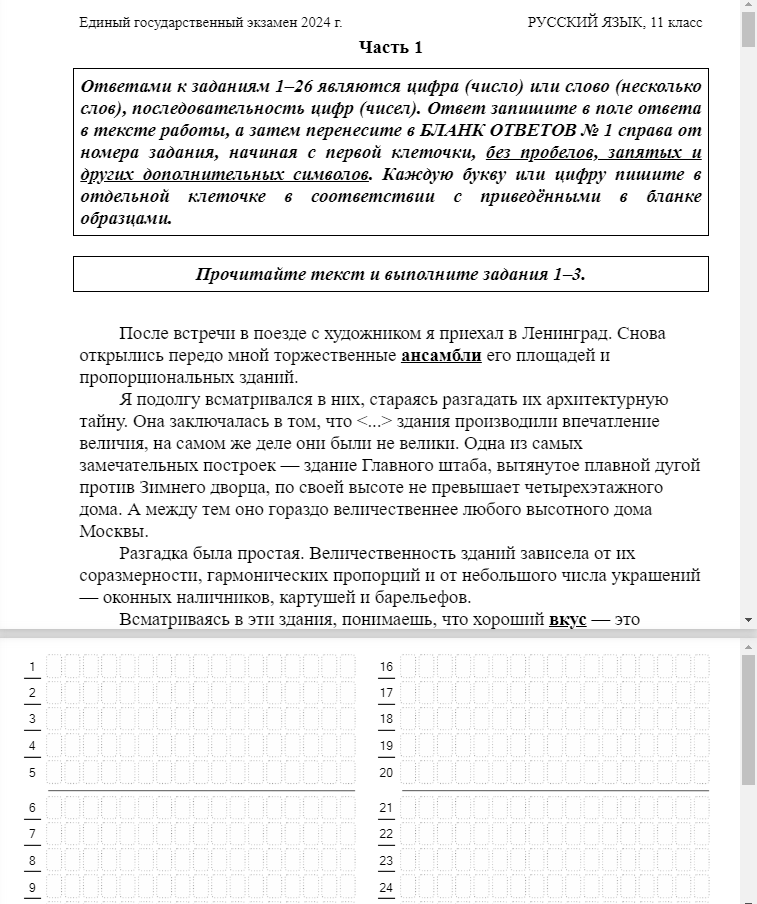 Единый государственный экзамен 2024 г. РУССКИЙ ЯЗЫК, 11 класс
Часть 1
Ответами к заданиям 1–26 являются цифра (число) или слово (несколько
слов), последовательность цифр (чисел). Ответ запишите в поле ответа
в тексте работы, а затем перенесите в БЛАНК ОТВЕТОВ № 1 справа от
номера задания, начиная с первой клеточки, без пробелов, запятых и
других дополнительных символов. Каждую букву или цифру пишите в
отдельной клеточке в соответствии с приведёнными в бланке
образцами.
Прочитайте текст и выполните задания 1–3.
После встречи в поезде с художником я приехал в Ленинград. Снова
открылись передо мной торжественные ансамбли его площадей и
пропорциональных зданий.
Я подолгу всматривался в них, стараясь разгадать их архитектурную
тайну. Она заключалась в том, что <...> здания производили впечатление
величия, на самом же деле они были не велики. Одна из самых
замечательных построек — здание Главного штаба, вытянутое плавной дугой
против Зимнего дворца, по своей высоте не превышает четырехэтажного
дома. А между тем оно гораздо величественнее любого высотного дома
Москвы.
Разгадка была простая. Величественность зданий зависела от их
соразмерности, гармонических пропорций и от небольшого числа украшений
— оконных наличников, картушей и барельефов.
Всматриваясь в эти здания, понимаешь, что хороший вкус — это
1 16
2 17
3 18
4 19
5 20
6 21
7 22
8 23
9 24